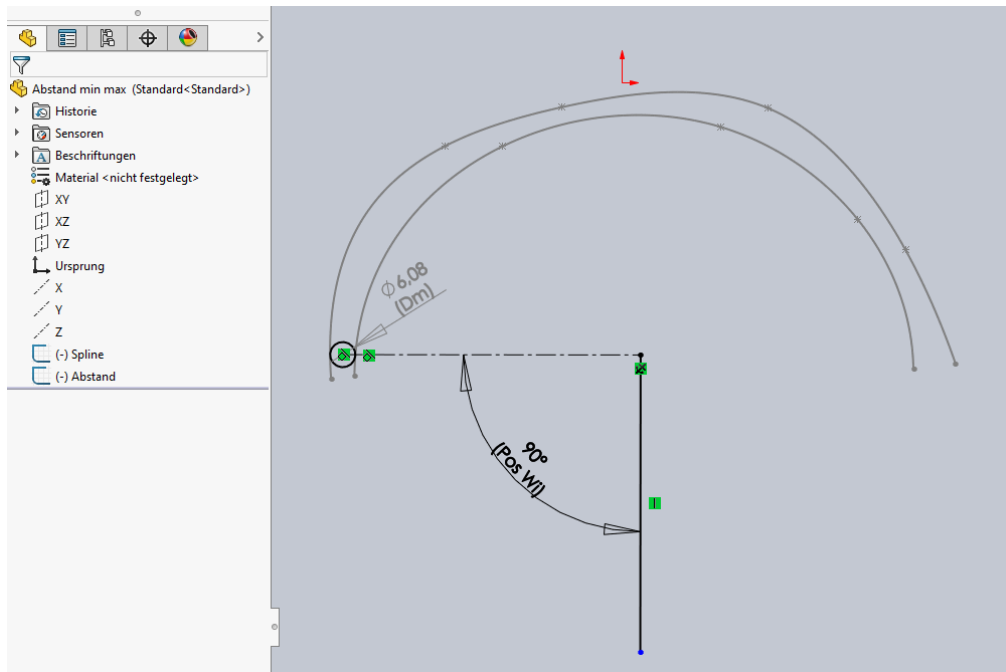 Abstand min max (Standard<Standard>)
Historie
Sensoren
Beschriftungen
Material <nicht festgelegt>
XY
XZ
YZ
Ursprung
X
Y
Z
(-) Spline
(-) Abstand
∅6,08
(Dm)
90°
(Pos Wi)